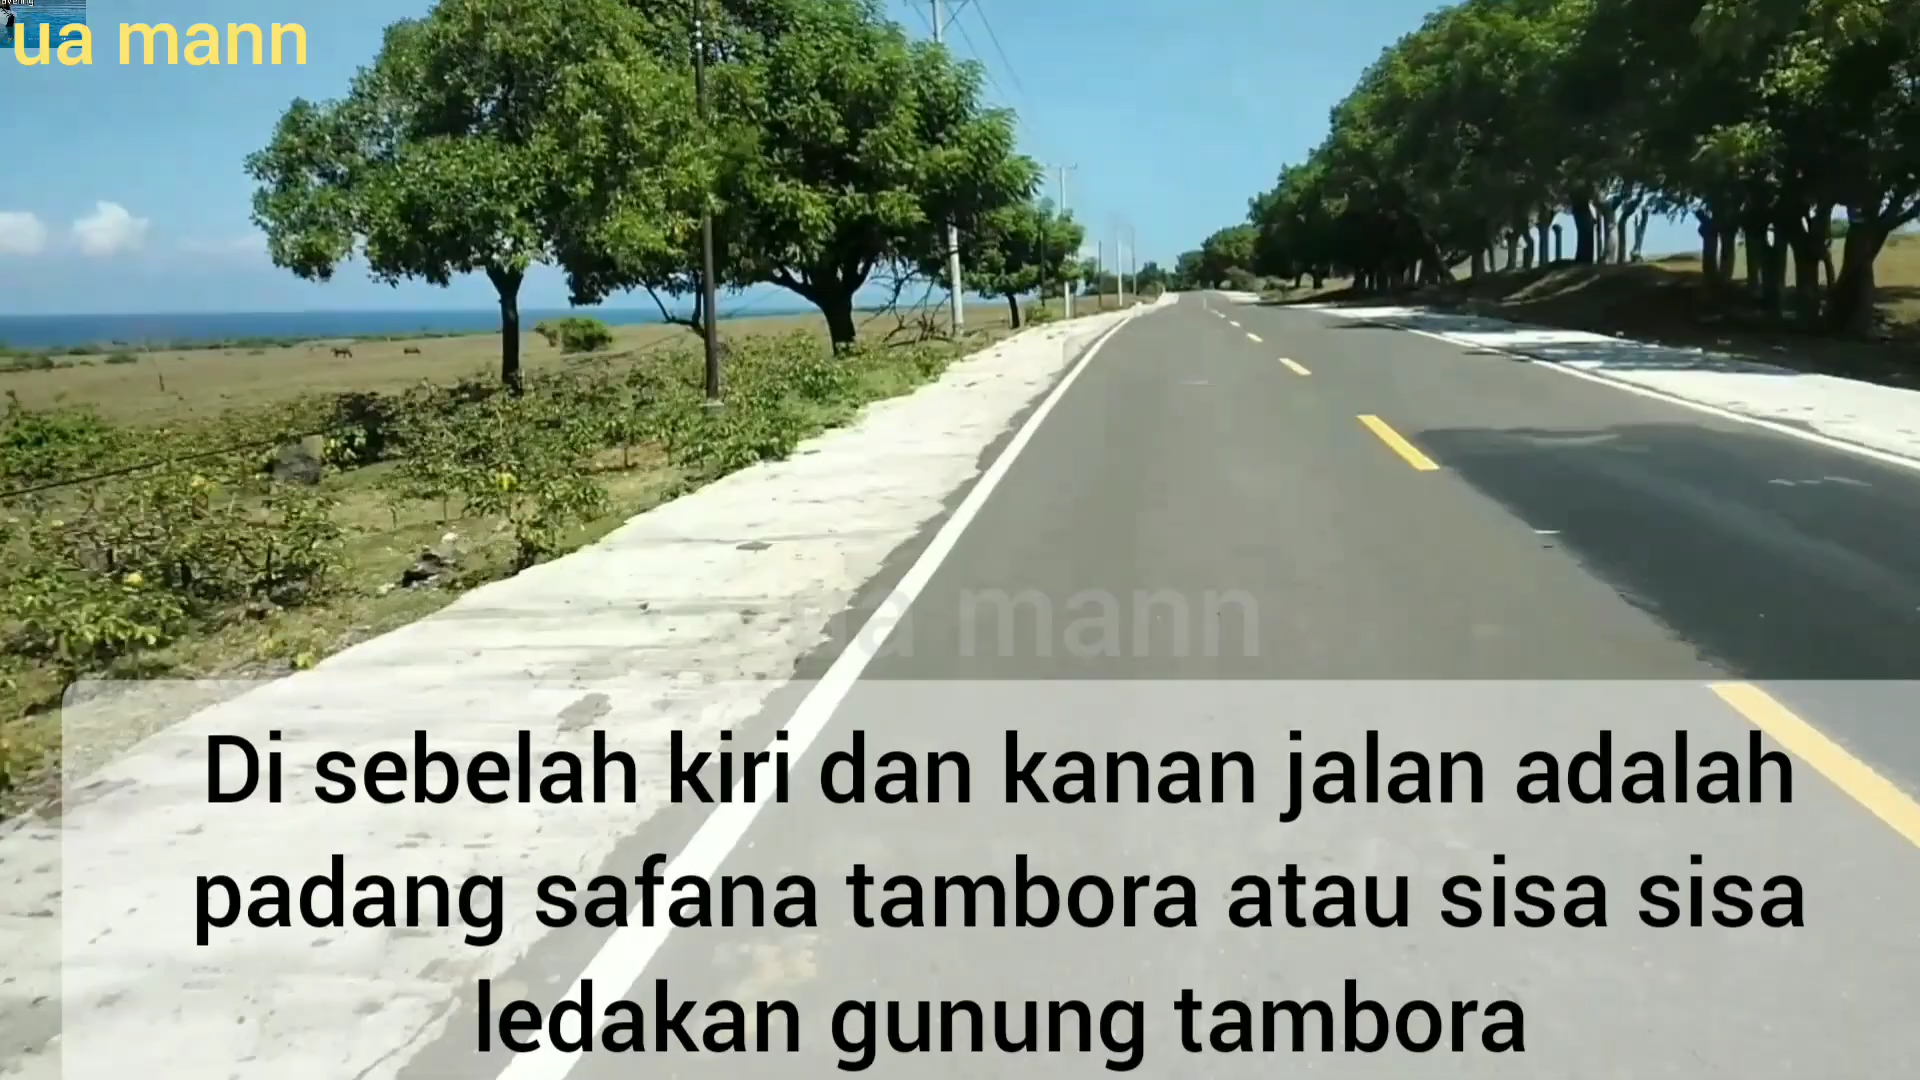 ua mann
ua mann
Di sebelah kiri dan kanan jalan adalah
padang safana tambora atau sisa sisa
ledakan gunung tambora